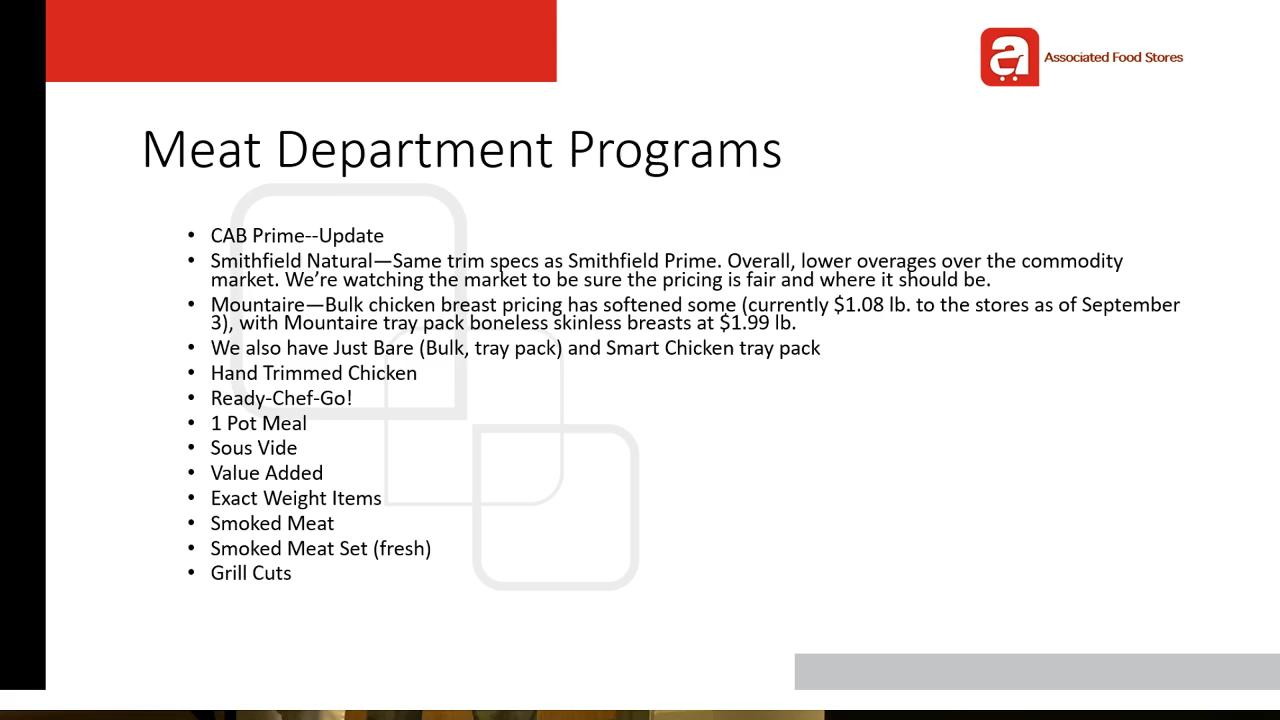 Associated Food Stores
Meat Department Programs
• CAB Prime--Update
• Smithfield Natural—Same trim specs as Smithfield Prime. Overall, lower overages over the commodity
market. We're watching the market to be sure the pricing is fair and where it should be.
• Mountaire—Bulk chicken breast pricing has softened some (currently $1.08 lb. to the stores as of September
3), with Mountaire tray pack boneless skinless breasts at $1.99 lb.
• We also have Just Bare (Bulk, tray pack) and Smart Chicken tray pack
• Hand Trimmed Chicken
• Ready-Chef-Go!
• 1 Pot Meal
• Sous Vide
• Value Added
• Exact Weight Items
• Smoked Meat
• Smoked Meat Set (fresh)
• Grill Cuts